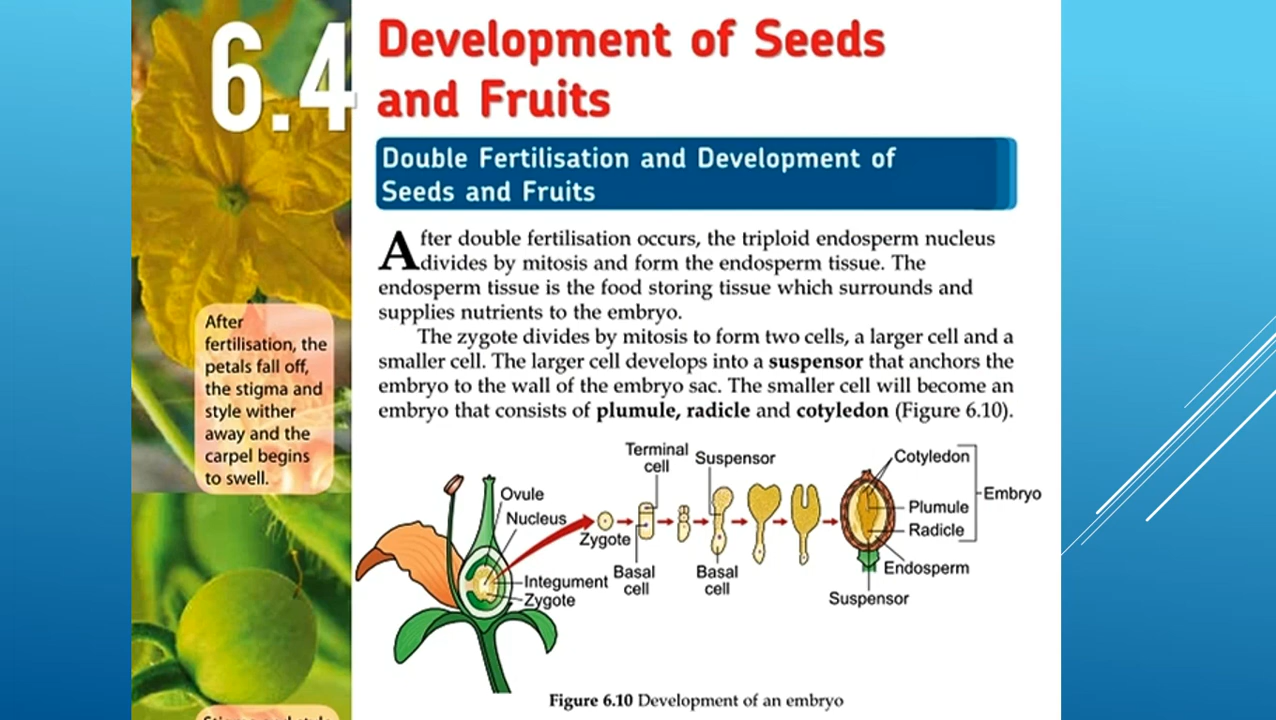 6.4
Development of Seeds
and Fruits
Double Fertilisation and Development of
Seeds and Fruits
After double fertilisation occurs, the triploid endosperm nucleus
divides by mitosis and form the endosperm tissue. The
endosperm tissue is the food storing tissue which surrounds and
supplies nutrients to the embryo.
The zygote divides by mitosis to form two cells, a larger cell and a
smaller cell. The larger cell develops into a suspensor that anchors the
embryo to the wall of the embryo sac. The smaller cell will become an
embryo that consists of plumule, radicle and cotyledon (Figure 6.10).
After
fertilisation, the
petals fall off,
the stigma and
style wither
away and the
carpel begins
to swell.
Ovule
Nucleus
Integument
Zygote
Zygote
Terminal
cell
Basal
cell
Suspensor
Basal
cell
Cotyledon
Plumule
Radicle
Embryo
Endosperm
Suspensor
Figure 6.10 Development of an embryo